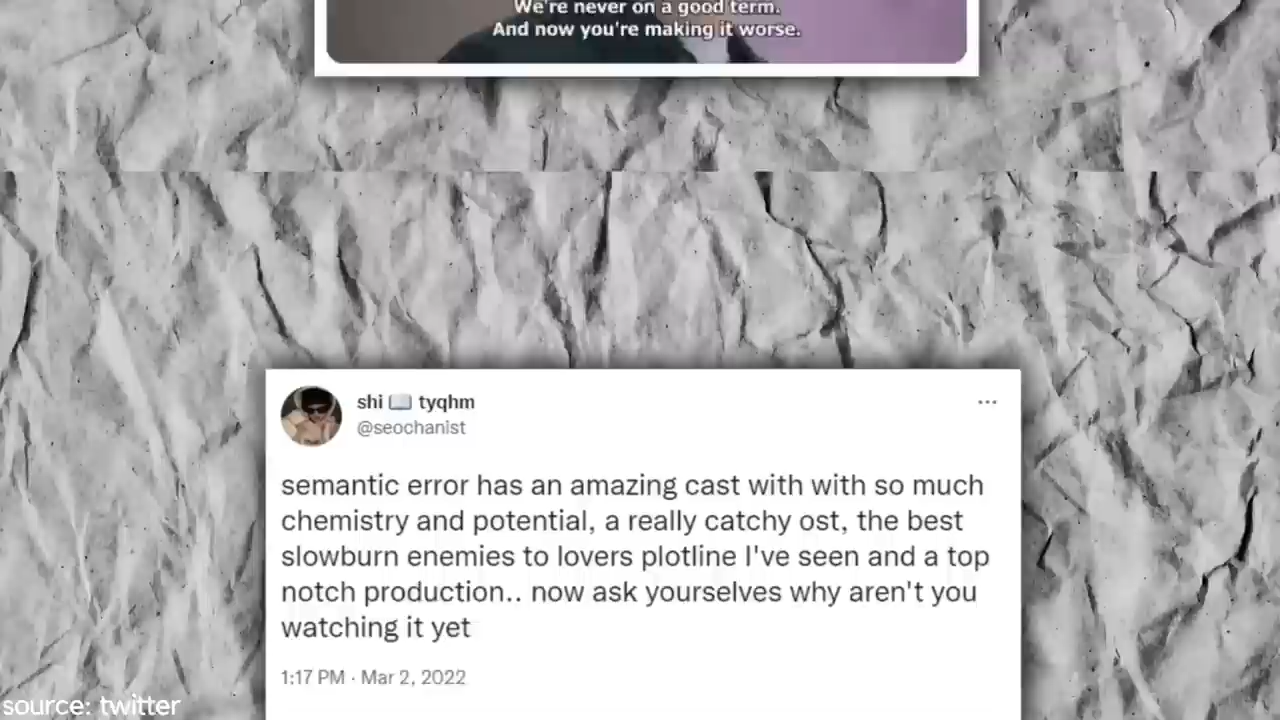 We're never on a good term.
And now you're making it worse.
shi 📖 tyqhm
@seochanist
semantic error has an amazing cast with with so much
chemistry and potential, a really catchy ost, the best
slowburn enemies to lovers plotline I've seen and a top
notch production.. now ask yourselves why aren't you
watching it yet
1:17 PM · Mar 2, 2022
source: twitter